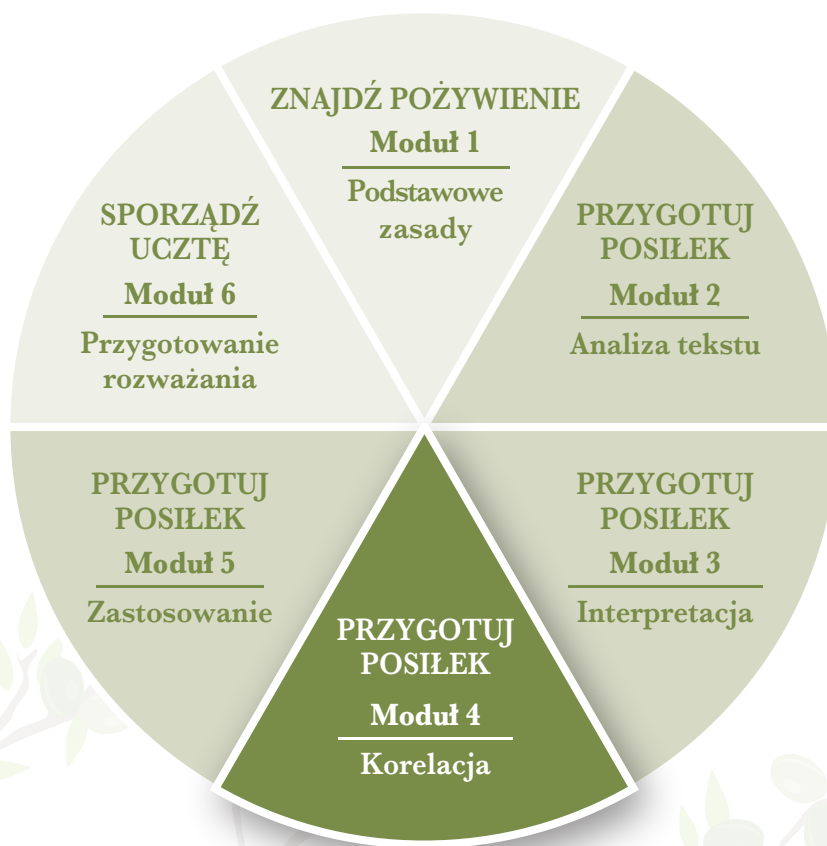 ZNAJDŹ POŻYWIENIE
Moduł 1
Podstawowe
zasady
PRZYGOTUJ
POSIŁEK
Moduł 2
Analiza tekstu
PRZYGOTUJ
POSIŁEK
Moduł 3
Interpretacja
PRZYGOTUJ
POSIŁEK
Moduł 4
Korelacja
PRZYGOTUJ
POSIŁEK
Moduł 5
Zastosowanie
SPORZĄDŹ
UCZTĘ
Moduł 6
Przygotowanie
rozważania